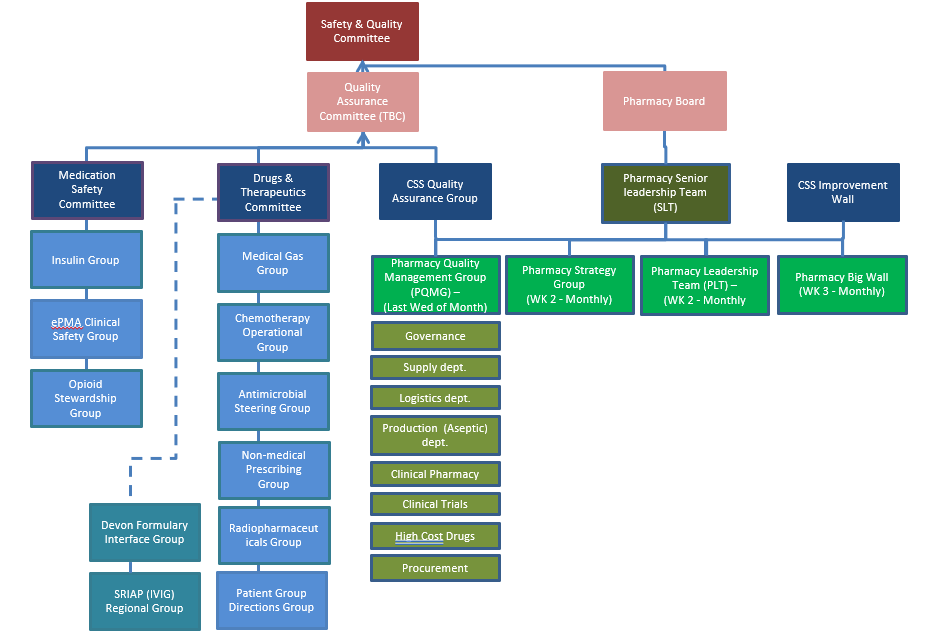 Safety & Quality
Committee
Quality
Assurance
Committee (TBC)
Pharmacy Board
Medication
Safety
Committee
Drugs &
Therapeutics
Committee
CSS Quality
Assurance Group
Pharmacy Senior
leadership Team
(SLT)
CSS Improvement
Wall
Insulin Group
ePMA Clinical
Safety Group
Opioid
Stewardship
Group
Medical Gas
Group
Chemotherapy
Operational
Group
Antimicrobial
Steering Group
Non-medical
Prescribing
Group
Radiopharmaceut
icals Group
Patient Group
Directions Group
Devon Formulary
Interface Group
SRIAP (IVIG)
Regional Group
Pharmacy Quality
Management Group
(PQMG) –
(Last Wed of Month)
Pharmacy Strategy
Group
(WK 2 - Monthly)
Pharmacy Leadership
Team (PLT) –
(WK 2 - Monthly
Pharmacy Big Wall
(WK 3 - Monthly)
Governance
Supply dept.
Logistics dept.
Production  (Aseptic)
dept.
Clinical Pharmacy
Clinical Trials
High Cost Drugs
Procurement